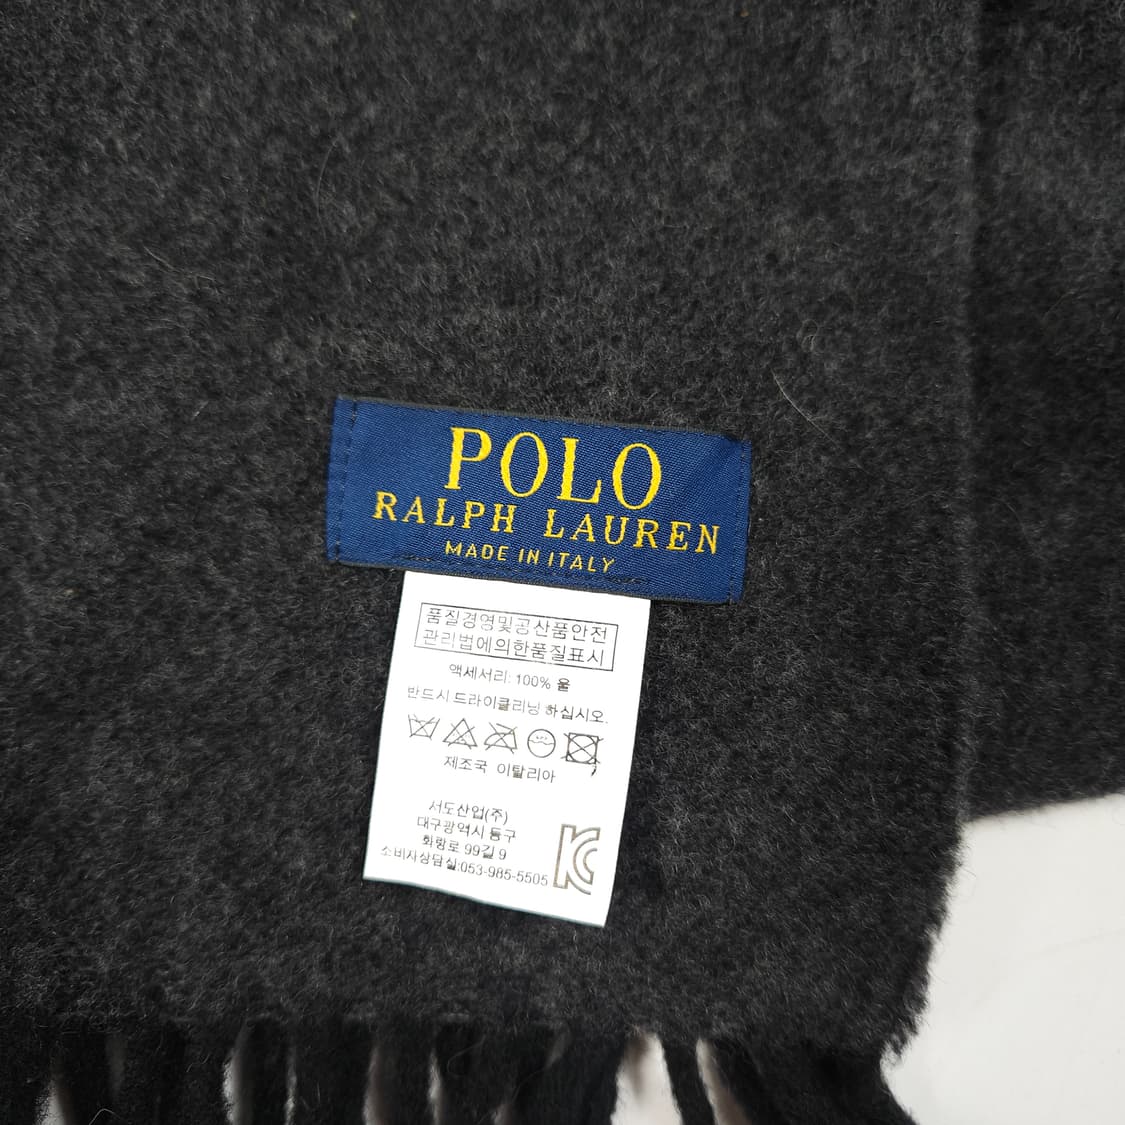 POLO
RALPH LAUREN
MADE IN ITALY
품질경영및공산품안전
관리법에의한품질표시
액세서리: 100% 울
반드시 드라이클리닝 하십시오.
제조국 이탈리아
서도산업(주)
대구광역시 동구
화랑로 99길 9
소비자상담실:053-985-5505
KC